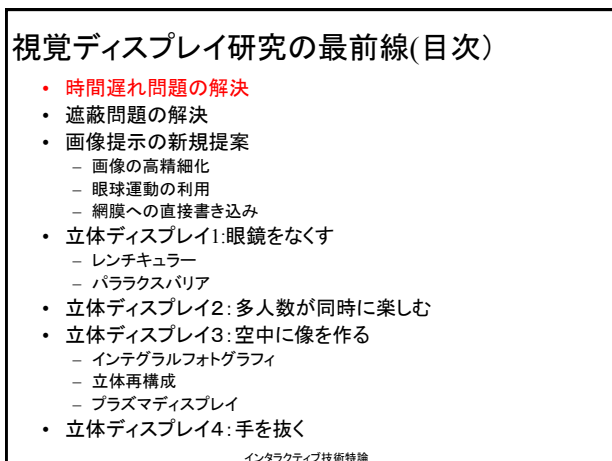 視覚ディスプレイ研究の最前線(目次）
• 時間遅れ問題の解決
• 遮蔽問題の解決
• 画像提示の新規提案
– 画像の高精細化
– 眼球運動の利用
– 網膜への直接書き込み
• 立体ディスプレイ1:眼鏡をなくす
– レンチキュラー
– パララクスバリア
• 立体ディスプレイ２：多人数が同時に楽しむ
• 立体ディスプレイ３：空中に像を作る
– インテグラルフォトグラフィ
– 立体再構成
– プラズマディスプレイ
• 立体ディスプレイ４：手を抜く
インタラクティブ技術特論